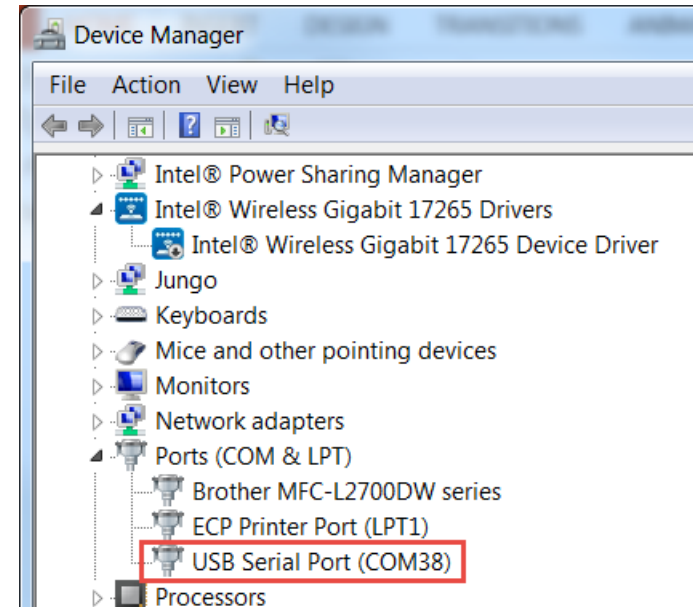 DESIGN TRANSITIONS
Device Manager
File Action View Help
Intel® Power Sharing Manager
Intel® Wireless Gigabit 17265 Drivers
Intel® Wireless Gigabit 17265 Device Driver
Jungo
Keyboards
Mice and other pointing devices
Monitors
Network adapters
Ports (COM & LPT)
Brother MFC-L2700DW series
ECP Printer Port (LPT1)
USB Serial Port (COM38)
Processors